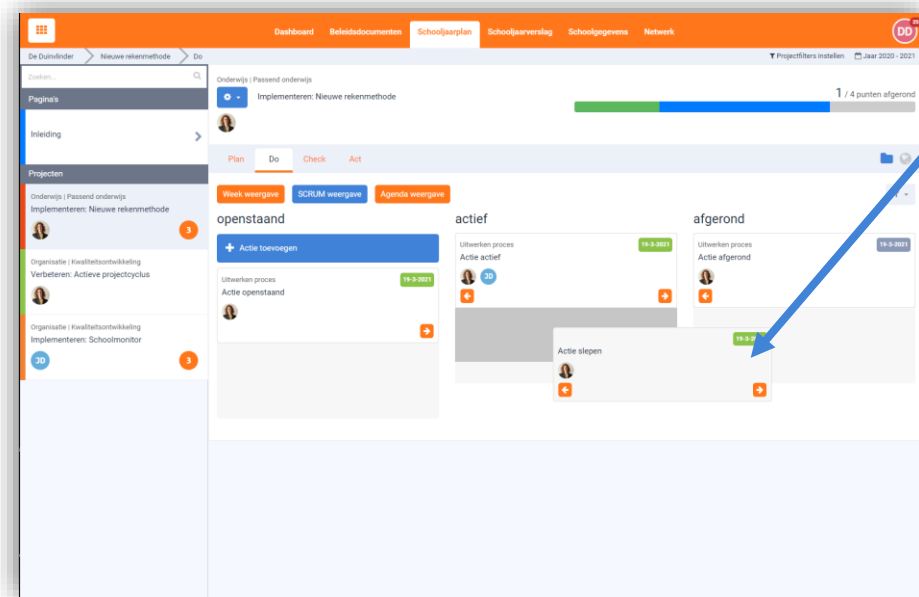 Dashboard Beleidsdocumenten Schooljaarplan Schooljaarverslag Schoolgegevens Netwerk
DD
De Duinvlinder Nieuwe rekenmethode Do
Projectfilters instellen Jaar 2020 - 2021
Zoeken...
Pagina's
Inleiding
Projecten
Onderwijs | Passend onderwijs
Implementeren: Nieuwe rekenmethode
3
Organisatie | Kwaliteitsontwikkeling
Verbeteren: Actieve projectcyclus
Organisatie | Kwaliteitsontwikkeling
Implementeren: Schoolmonitor
JD
3
Onderwijs | Passend onderwijs
Implementeren: Nieuwe rekenmethode
1 / 4 punten afgerond
Plan Do Check Act
Week weergave SCRUM weergave Agenda weergave
openstaand
Actie toevoegen
Uitwerken proces 19-3-2021
Actie openstaand
actief
Uitwerken proces 19-3-2021
Actie actief
JD
afgerond
Uitwerken proces 19-3-2021
Actie afgerond
Actie slepen